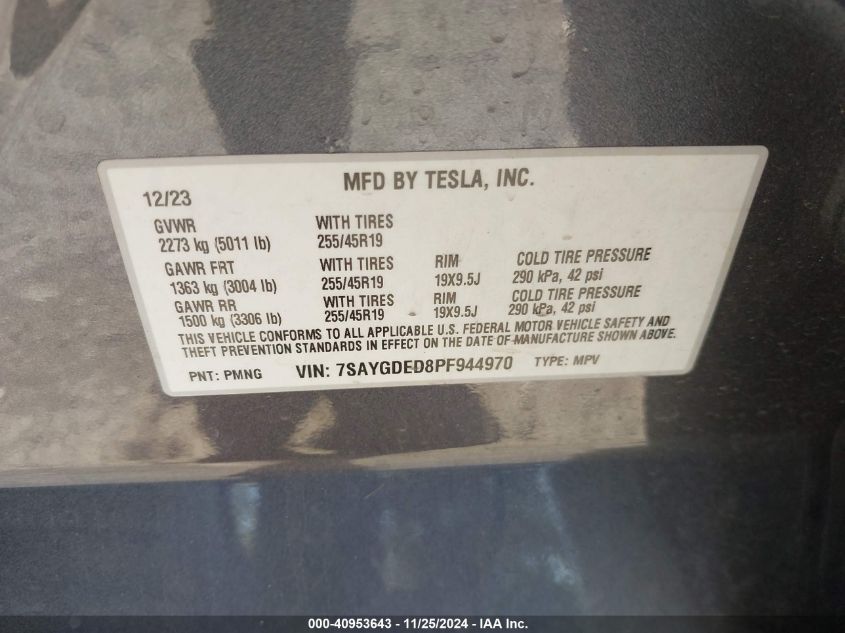 MFD BY TESLA, INC.
12/23
GVWR WITH TIRES
2273 kg (5011 lb) 255/45R19
GAWR FRT WITH TIRES RIM COLD TIRE PRESSURE
1363 kg (3004 lb) 255/45R19 19X9.5J 290 kPa, 42 psi
GAWR RR WITH TIRES RIM COLD TIRE PRESSURE
1500 kg (3306 lb) 255/45R19 19X9.5J 290 kPa, 42 psi
THIS VEHICLE CONFORMS TO ALL APPLICABLE U.S. FEDERAL MOTOR VEHICLE SAFETY AND
THEFT PREVENTION STANDARDS IN EFFECT ON THE DATE OF MANUFACTURE SHOWN ABOVE.
PNT: PMNG VIN: 7SAYGDED8PF944970 TYPE: MPV
000-40953643 - 11/25/2024 - IAA Inc.